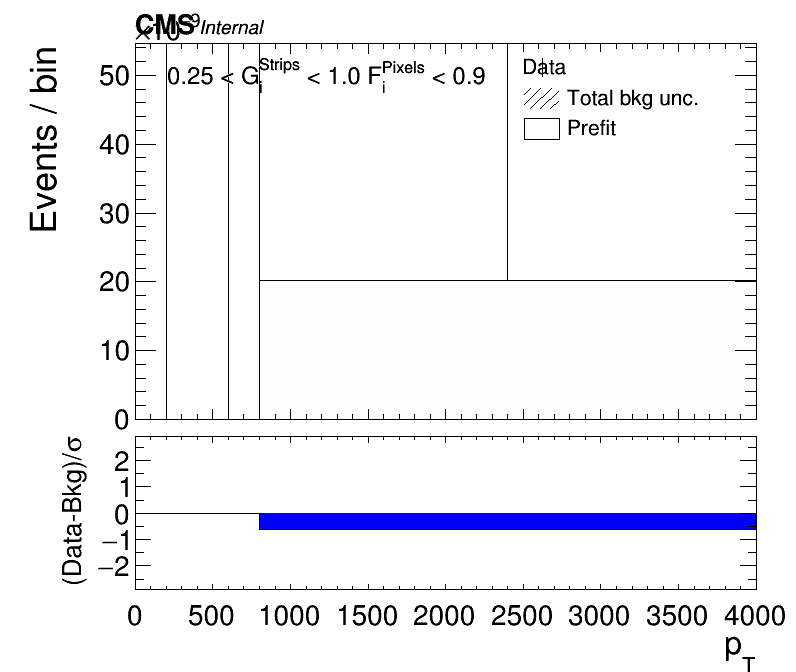 CMS Internal
×10^9
Events / bin
50
40
30
20
10
0
0.25 < G_i^Strips < 1.0 F_i^Pixels < 0.9
Data
Total bkg unc.
Prefit
(Data-Bkg)/σ
2
1
0
−1
−2
0 500 1000 1500 2000 2500 3000 3500 4000
p_T